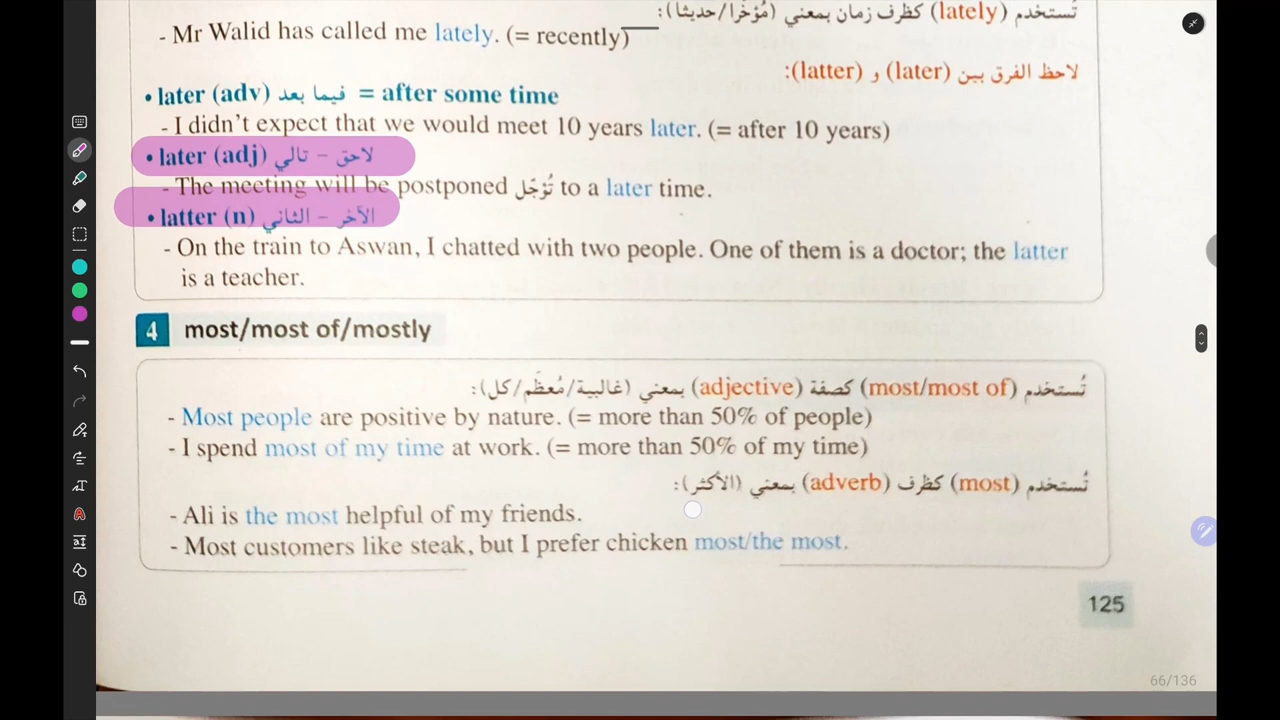 تُستخدم (lately) كظرف زمان بمعني (مُؤخَّرا/حديثا):
- Mr Walid has called me lately. (= recently)
لاحظ الفرق بين (later) و (latter):
• later (adv) فيما بعد = after some time
- I didn't expect that we would meet 10 years later. (= after 10 years)
• later (adj) لاحق – تالي
- The meeting will be postponed تُؤجّل to a later time.
• latter (n) الآخر – الثاني
- On the train to Aswan, I chatted with two people. One of them is a doctor; the latter
is a teacher.
4 most/most of/mostly
تُستخدم (most/most of) كصفة (adjective) بمعني (غالبية/مُعظَم/كل):
- Most people are positive by nature. (= more than 50% of people)
- I spend most of my time at work. (= more than 50% of my time)
تُستخدم (most) كظرف (adverb) بمعني (الأكثر):
- Ali is the most helpful of my friends.
- Most customers like steak, but I prefer chicken most/the most.
125
66/136